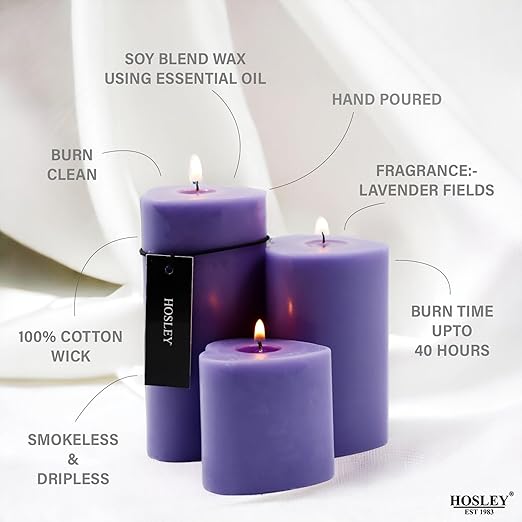 SOY BLEND WAX
USING ESSENTIAL OIL
HAND POURED
BURN
CLEAN
FRAGRANCE:-
LAVENDER FIELDS
HOSLEY
100% COTTON
WICK
BURN TIME
UPTO
40 HOURS
SMOKELESS
&
DRIPLESS
HOSLEY®
EST 1983